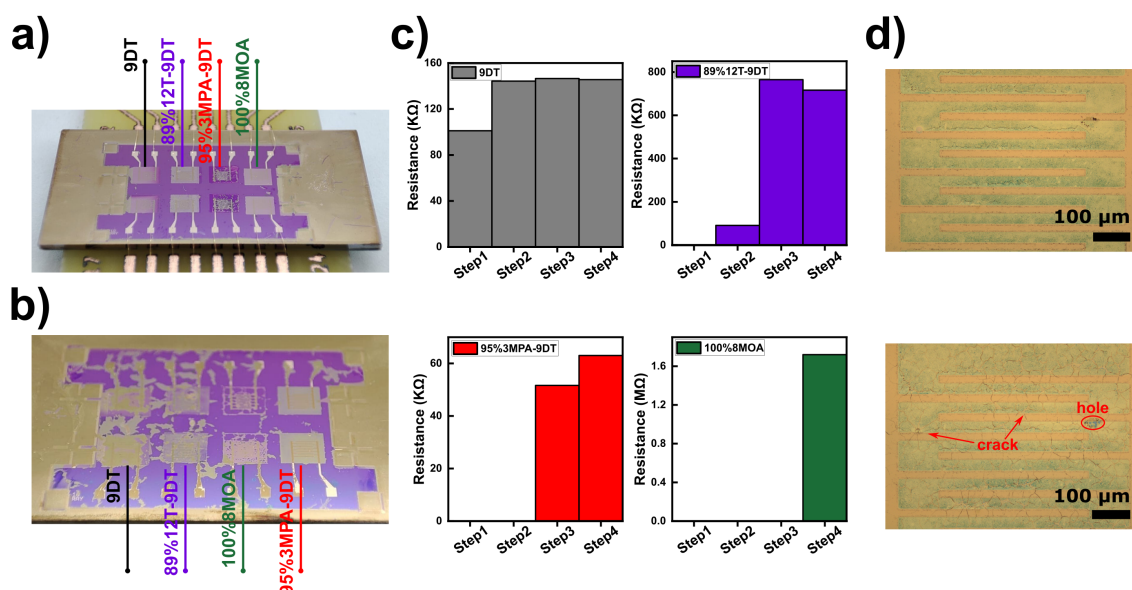 a)
9DT
89%12T-9DT
95%3MPA-9DT
100%8MOA
b)
9DT
89%12T-9DT
100%8MOA
95%3MPA-9DT
c)
Resistance (KΩ)
160
120
80
40
0
9DT
Step1 Step2 Step3 Step4
Resistance (KΩ)
800
600
400
200
0
89%12T-9DT
Step1 Step2 Step3 Step4
Resistance (KΩ)
60
40
20
0
95%3MPA-9DT
Step1 Step2 Step3 Step4
Resistance (MΩ)
1.6
1.2
0.8
0.4
0.0
100%8MOA
Step1 Step2 Step3 Step4
d)
100 µm
hole
crack
100 µm